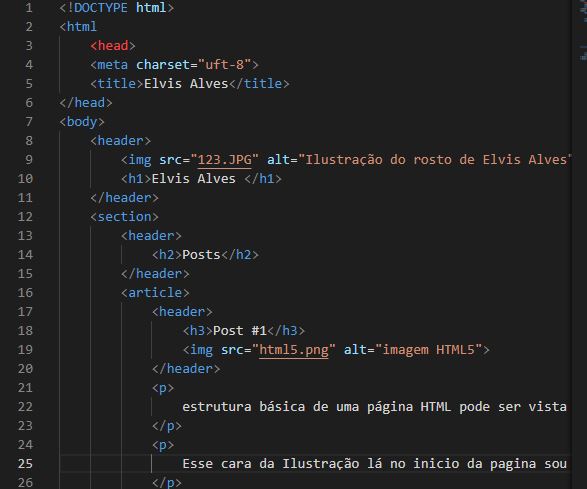 1 <!DOCTYPE html>
2 <html
3 <head>
4 <meta charset="uft-8">
5 <title>Elvis Alves</title>
6 </head>
7 <body>
8 <header>
9 <img src="123.JPG" alt="Ilustração do rosto de Elvis Alves"
10 <h1>Elvis Alves </h1>
11 </header>
12 <section>
13 <header>
14 <h2>Posts</h2>
15 </header>
16 <article>
17 <header>
18 <h3>Post #1</h3>
19 <img src="html5.png" alt="imagem HTML5">
20 </header>
21 <p>
22 estrutura básica de uma página HTML pode ser vista
23 </p>
24 <p>
25 Esse cara da Ilustração lá no inicio da pagina sou
26 </p>